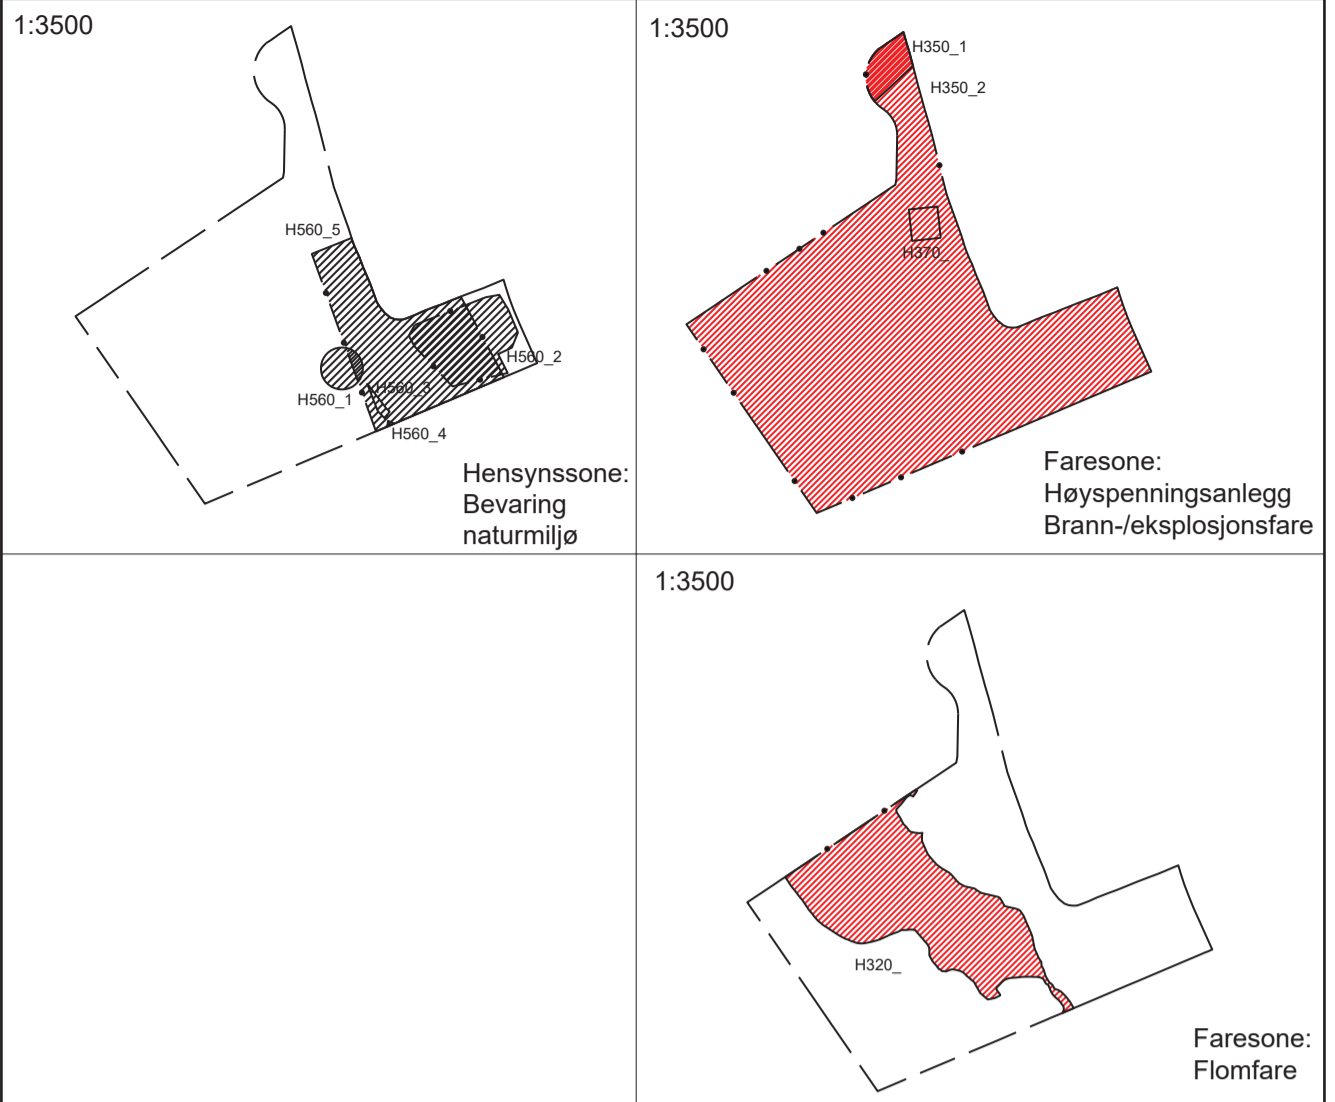 1:3500
H560_5
H560_2
H560_3
H560_1
H560_4
Hensynssone:
Bevaring
naturmiljø
1:3500
H350_1
H350_2
H370_
Faresone:
Høyspenningsanlegg
Brann-/eksplosjonsfare
1:3500
H320_
Faresone:
Flomfare